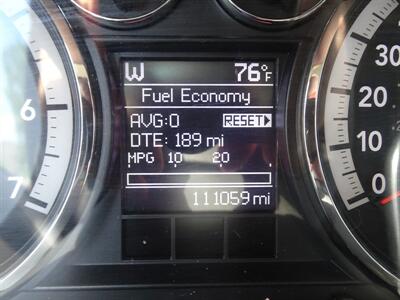 W 76°F
Fuel Economy
AVG:0 RESET
DTE: 189 mi
MPG 10 20
111059 mi
6
7
30
20
10
0